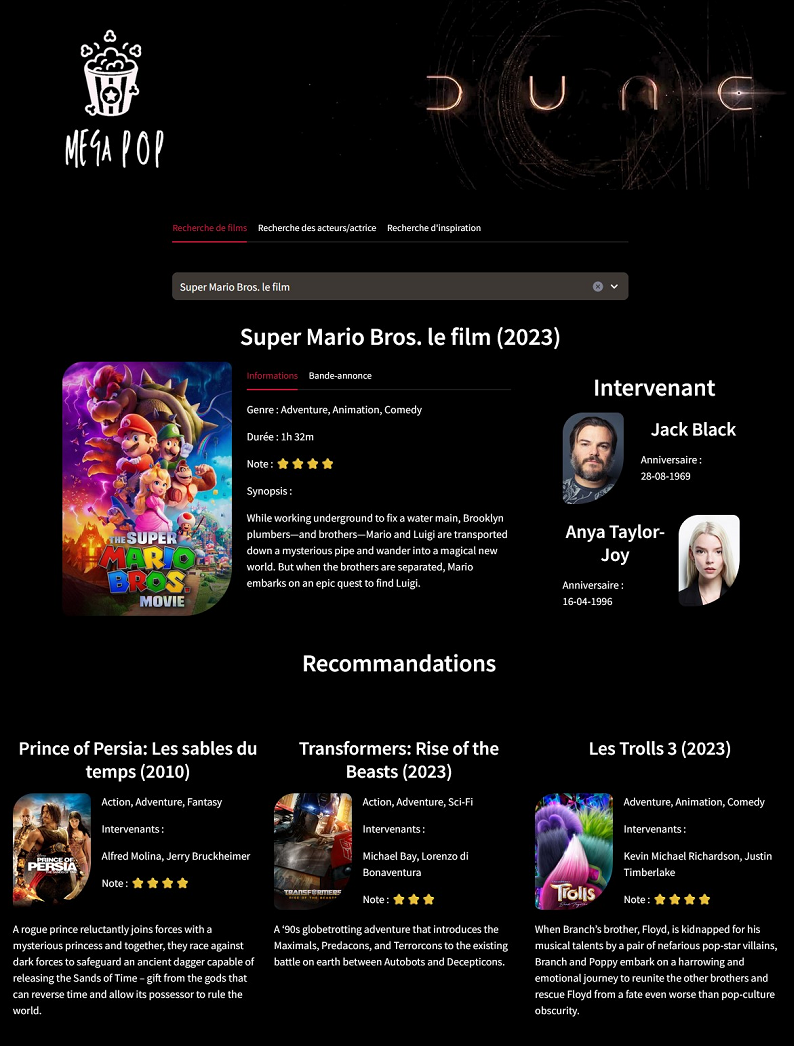 DUNE
MEGA POP
Recherche de films
Recherche des acteurs/actrice
Recherche d'inspiration
Super Mario Bros. le film
Super Mario Bros. le film (2023)
THE SUPER
MARIO
BROS.
MOVIE
Informations
Bande-annonce
Genre : Adventure, Animation, Comedy
Durée : 1h 32m
Note :
Synopsis :
While working underground to fix a water main, Brooklyn
plumbers—and brothers—Mario and Luigi are transported
down a mysterious pipe and wander into a magical new
world. But when the brothers are separated, Mario
embarks on an epic quest to find Luigi.
Intervenant
Jack Black
Anniversaire :
28-08-1969
Anya Taylor-
Joy
Anniversaire :
16-04-1996
Recommandations
Prince of Persia: Les sables du
temps (2010)
PRINCE OF
PERSIA
Action, Adventure, Fantasy
Intervenants :
Alfred Molina, Jerry Bruckheimer
Note :
A rogue prince reluctantly joins forces with a
mysterious princess and together, they race against
dark forces to safeguard an ancient dagger capable of
releasing the Sands of Time – gift from the gods that
can reverse time and allow its possessor to rule the
world.
Transformers: Rise of the
Beasts (2023)
TRANSFORMERS
RISE OF THE BEASTS
Action, Adventure, Sci-Fi
Intervenants :
Michael Bay, Lorenzo di
Bonaventura
Note :
A '90s globetrotting adventure that introduces the
Maximals, Predacons, and Terrorcons to the existing
battle on earth between Autobots and Decepticons.
Les Trolls 3 (2023)
Trolls
Adventure, Animation, Comedy
Intervenants :
Kevin Michael Richardson, Justin
Timberlake
Note :
When Branch's brother, Floyd, is kidnapped for his
musical talents by a pair of nefarious pop-star villains,
Branch and Poppy embark on a harrowing and
emotional journey to reunite the other brothers and
rescue Floyd from a fate even worse than pop-culture
obscurity.